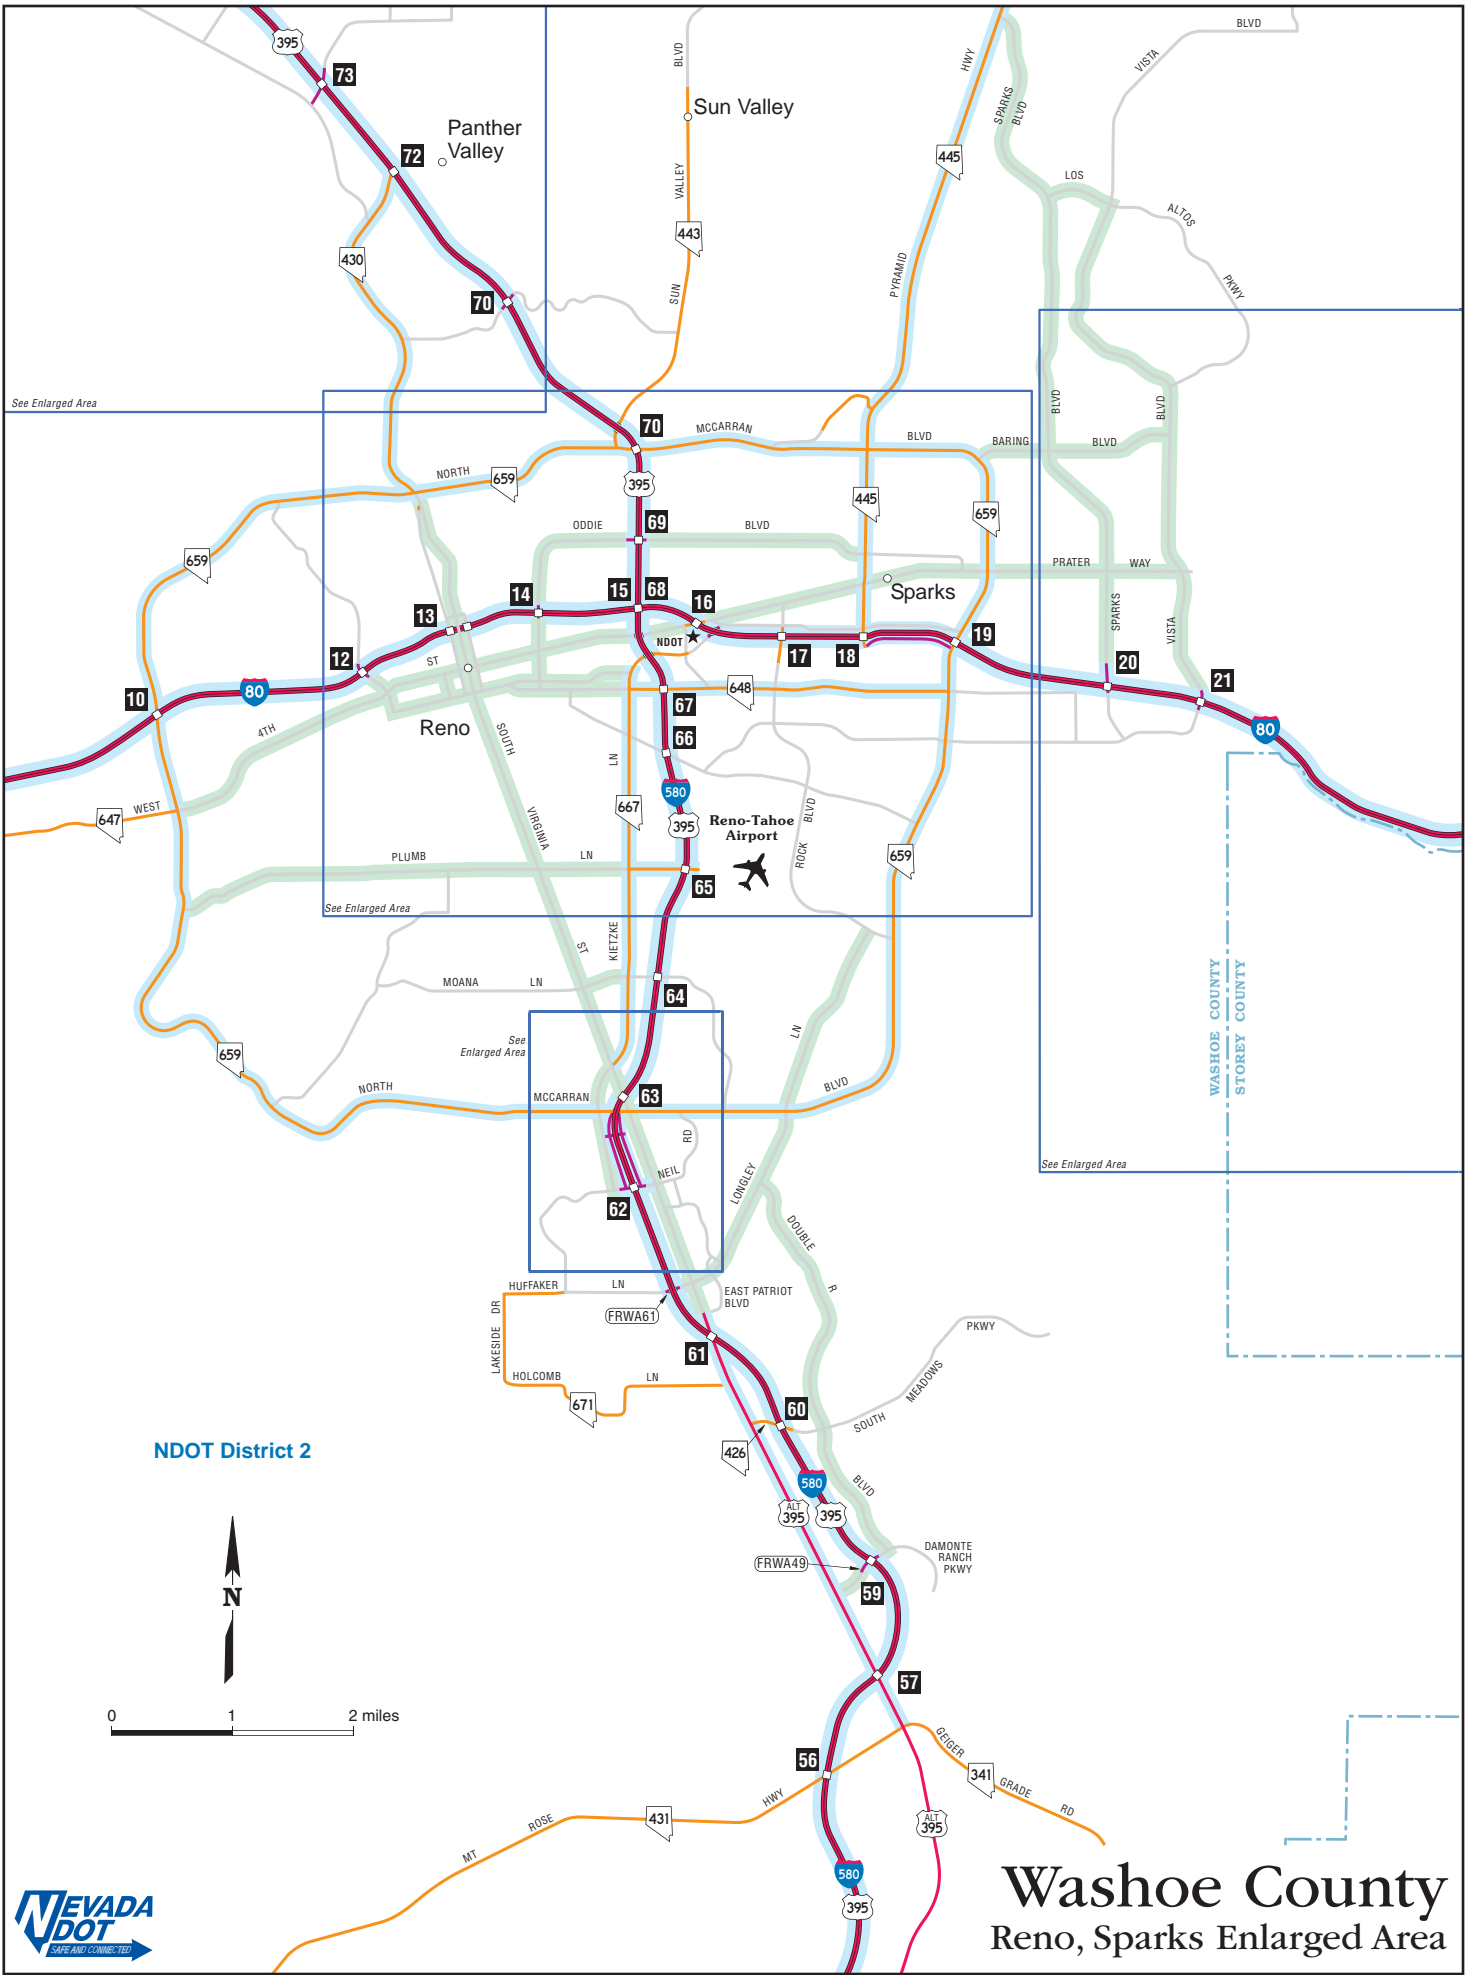 395
73
Panther
Valley
72
430
70
See Enlarged Area
BLVD
Sun Valley
VALLEY
443
SUN
HWY
SPARKS
BLVD
445
PYRAMID
BLVD
VISTA
LOS
ALTOS
PKWY
70
MCCARRAN
BLVD
BARING
BLVD
BLVD
BLVD
NORTH
659
395
445
659
659
ODDIE
69
BLVD
PRATER
WAY
14
15
68
16
Sparks
13
NDOT
SPARKS
VISTA
12
ST
17
18
19
20
21
10
80
648
67
80
Reno
4TH
SOUTH
66
LN
580
WEST
647
VIRGINIA
667
395
Reno-Tahoe
Airport
BLVD
ROCK
659
PLUMB
LN
65
See Enlarged Area
ST
KIETZKE
WASHOE COUNTY
STOREY COUNTY
MOANA
LN
64
LN
See
Enlarged Area
659
NORTH
MCCARRAN
63
BLVD
RD
NEIL
LONGLEY
See Enlarged Area
62
DOUBLE
R
HUFFAKER
LN
EAST PATRIOT
BLVD
LAKESIDE
DR
FRWA61
61
PKWY
HOLCOMB
LN
MEADOWS
671
60
SOUTH
426
NDOT District 2
580
BLVD
ALT
395
395
DAMONTE
RANCH
PKWY
FRWA49
59
N
57
0 1 2 miles
56
GEIGER
341
GRADE
RD
HWY
431
ROSE
MT
ALT
395
580
395
Washoe County
Reno, Sparks Enlarged Area
NEVADA
DOT
SAFE AND CONNECTED